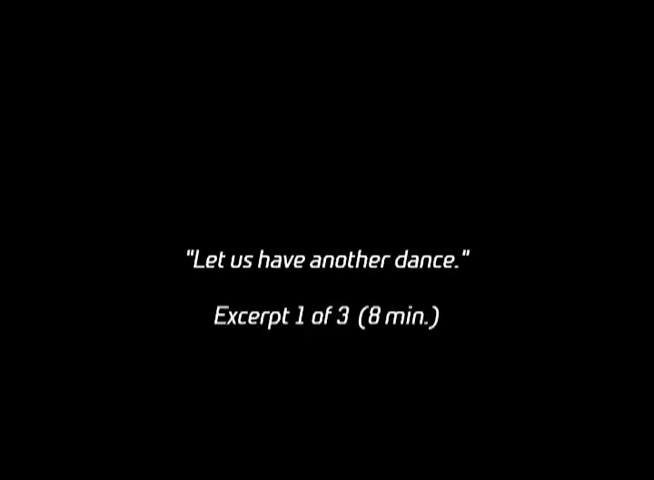 "Let us have another dance."
Excerpt 1 of 3 (8 min.)